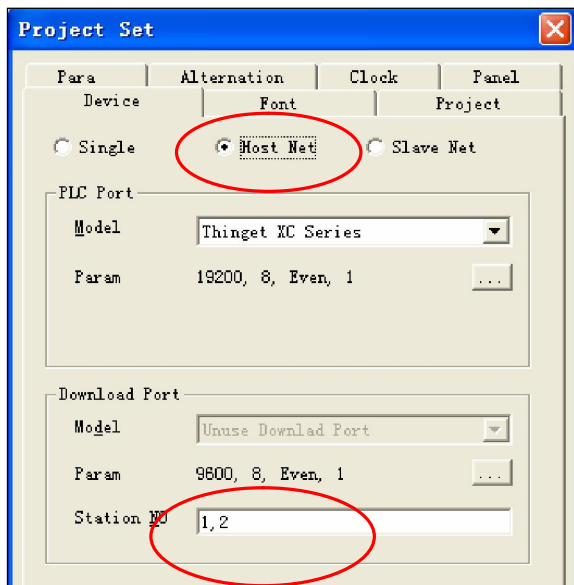 Project Set
Para Alternation Clock Panel
Device Font Project
Single Host Net Slave Net
PLC Port
Model Thinget XC Series
Param 19200, 8, Even, 1 ...
Download Port
Model Unuse Downlad Port
Param 9600, 8, Even, 1 ...
Station NO 1,2